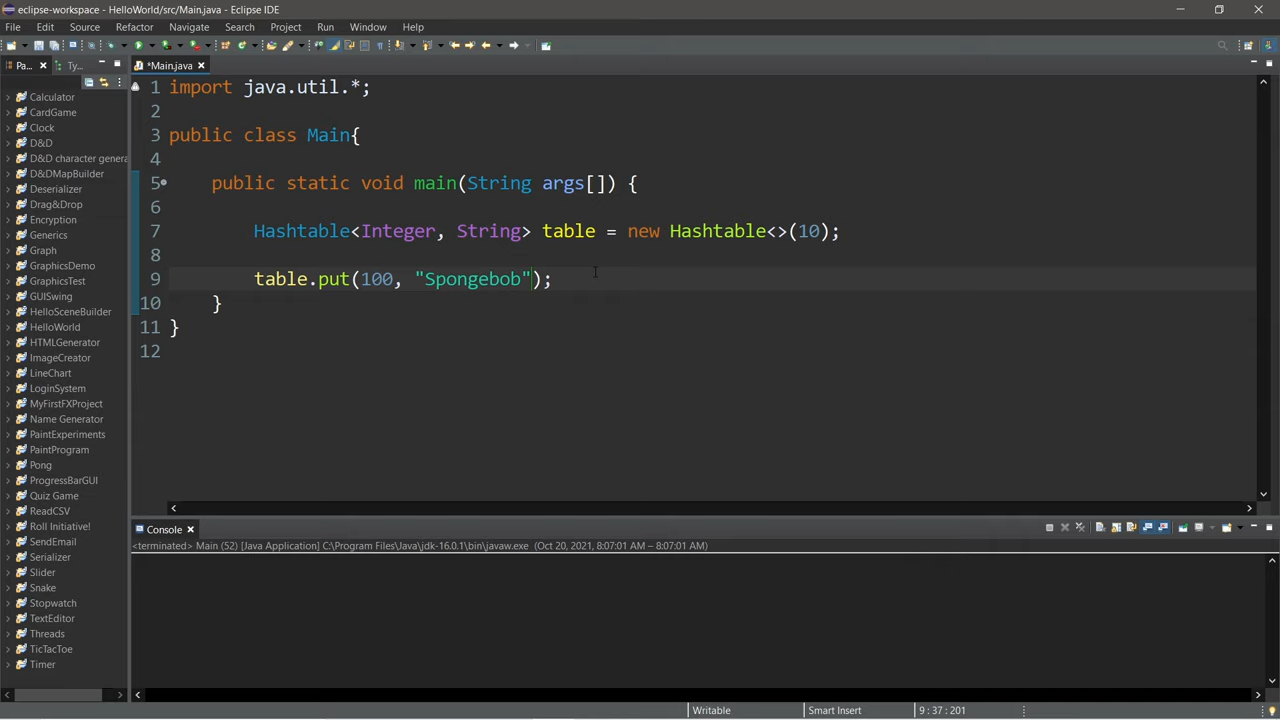 eclipse-workspace - HelloWorld/src/Main.java - Eclipse IDE
File Edit Source Refactor Navigate Search Project Run Window Help
Pa... Ty... *Main.java
Calculator
CardGame
Clock
D&D
D&D character genera
D&DMapBuilder
Deserializer
Drag&Drop
Encryption
Generics
Graph
GraphicsDemo
GraphicsTest
GUISwing
HelloSceneBuilder
HelloWorld
HTMLGenerator
ImageCreator
LineChart
LoginSystem
MyFirstFXProject
Name Generator
PaintExperiments
PaintProgram
Pong
ProgressBarGUI
Quiz Game
ReadCSV
Roll Initiative!
SendEmail
Serializer
Slider
Snake
Stopwatch
TextEditor
Threads
TicTacToe
Timer
1 import java.util.*;
2
3 public class Main{
4
5 public static void main(String args[]) {
6
7 Hashtable<Integer, String> table = new Hashtable<>(10);
8
9 table.put(100, "Spongebob");
10 }
11 }
12
Console
<terminated> Main (52) [Java Application] C:\Program Files\Java\jdk-16.0.1\bin\javaw.exe (Oct 20, 2021, 8:07:01 AM – 8:07:01 AM)
Writable Smart Insert 9 : 37 : 201